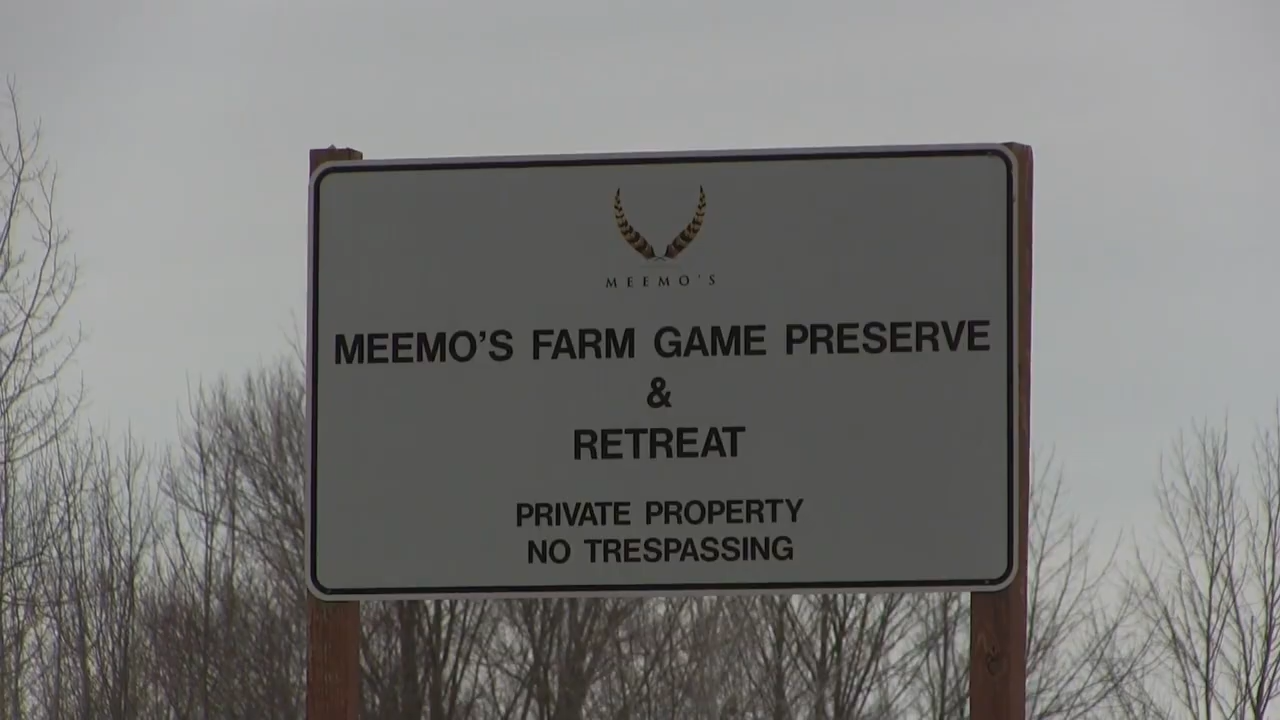 MEEMO'S
MEEMO'S FARM GAME PRESERVE
&
RETREAT
PRIVATE PROPERTY
NO TRESPASSING